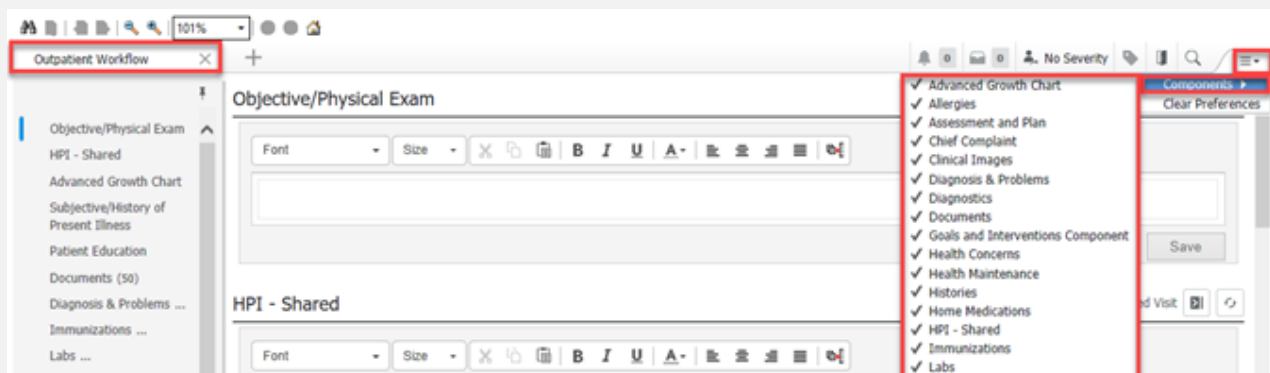 101%
Outpatient Workflow
0
0
No Severity
Components
Clear Preferences
Objective/Physical Exam
HPI - Shared
Advanced Growth Chart
Subjective/History of
Present Illness
Patient Education
Documents (50)
Diagnosis & Problems ...
Immunizations ...
Labs ...
Objective/Physical Exam
Font
Size
B I U A
Save
HPI - Shared
d Visit
Font
Size
B I U A
Advanced Growth Chart
Allergies
Assessment and Plan
Chief Complaint
Clinical Images
Diagnosis & Problems
Diagnostics
Documents
Goals and Interventions Component
Health Concerns
Health Maintenance
Histories
Home Medications
HPI - Shared
Immunizations
Labs